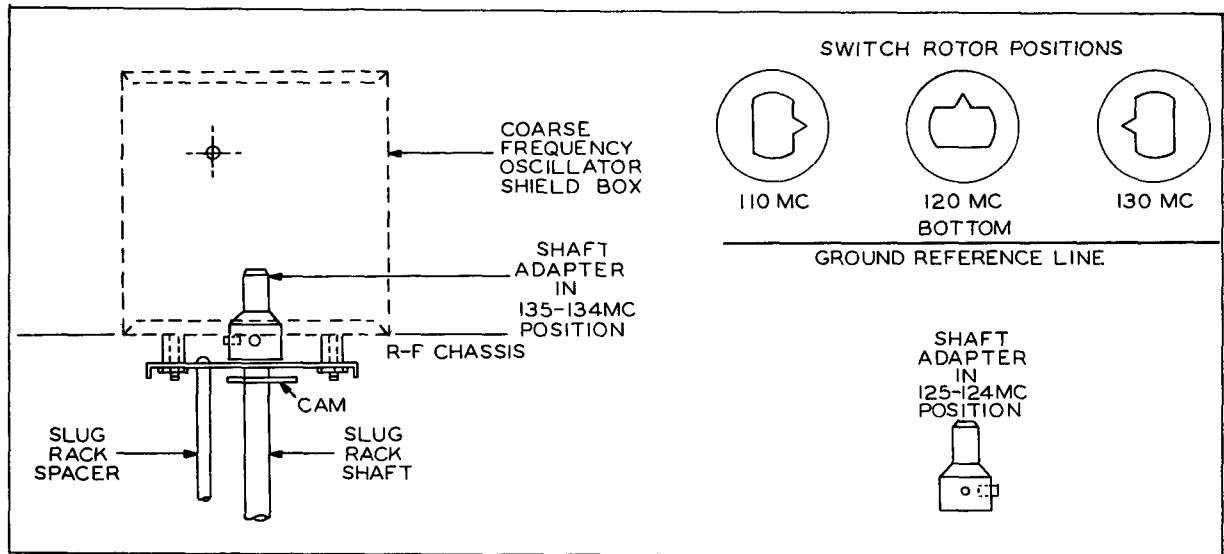 COARSE
FREQUENCY
OSCILLATOR
SHIELD BOX
SHAFT
ADAPTER
IN
135-134MC
POSITION
R-F CHASSIS
CAM
SLUG
RACK
SPACER
SLUG
RACK
SHAFT
SWITCH ROTOR POSITIONS
110 MC
120 MC
130 MC
BOTTOM
GROUND REFERENCE LINE
SHAFT
ADAPTER
IN
125-124MC
POSITION